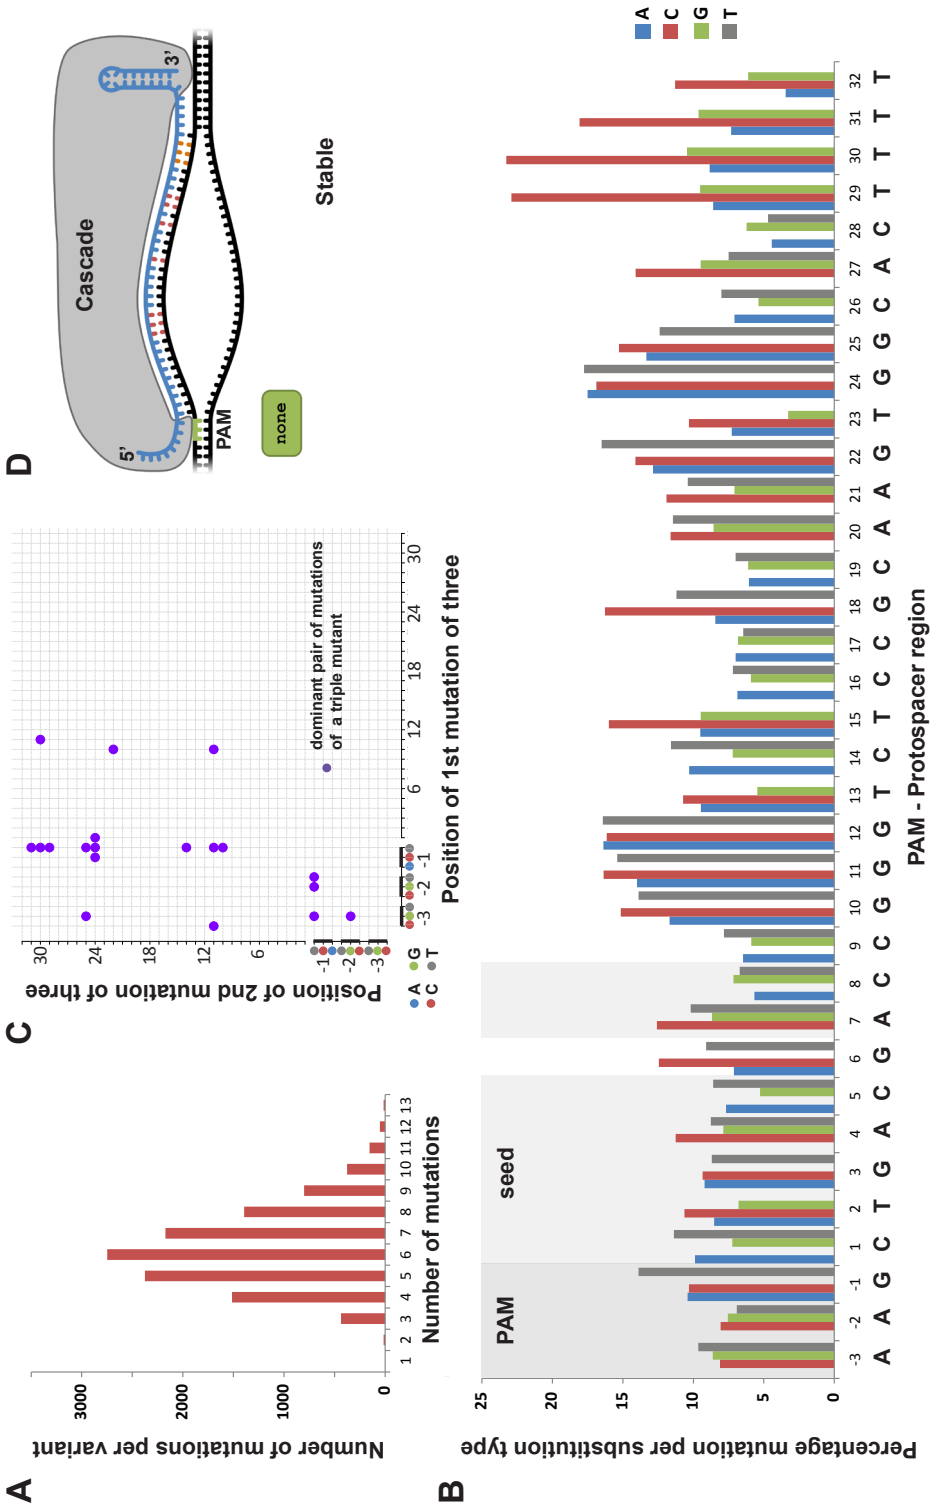 A
Number of mutations per variant
3000
2000
1000
0
1 2 3 4 5 6 7 8 9 10 11 12 13
Number of mutations
C
Position of 2nd mutation of three
30
24
18
12
6
-1
-2
-3
-3 -2 -1 6 12 18 24 30
Position of 1st mutation of three
dominant pair of mutations
of a triple mutant
A G
C T
D
Cascade
5'
3'
PAM
none
Stable
B
Percentage mutation per substitution type
25
20
15
10
5
0
PAM
seed
-3 -2 -1 1 2 3 4 5 6 7 8 9 10 11 12 13 14 15 16 17 18 19 20 21 22 23 24 25 26 27 28 29 30 31 32
A A G C T G A C G A C C G G G T C T C C G C A A G T G G C A C T T T T
PAM - Protospacer region
A
C
G
T